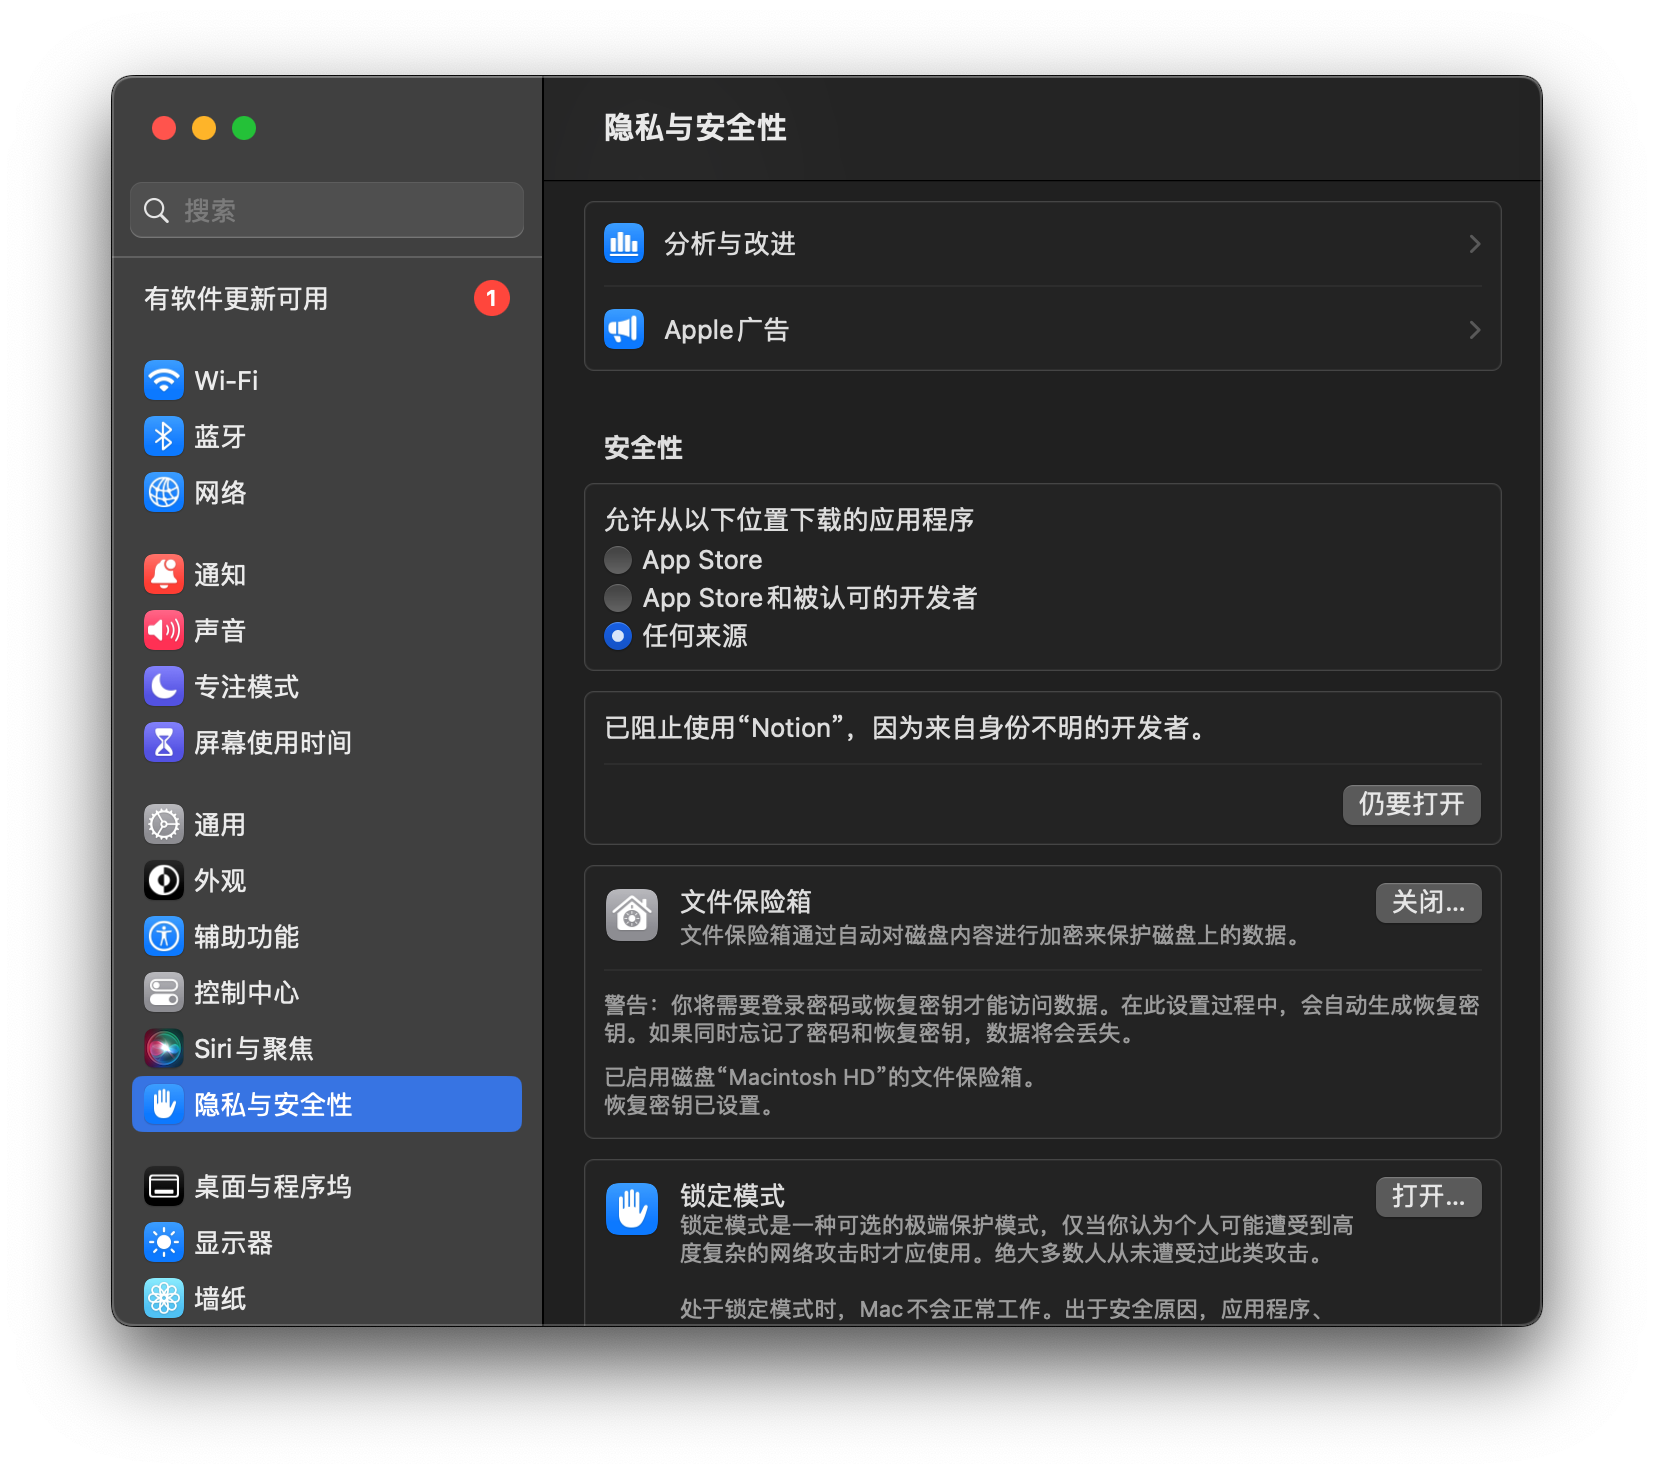 隐私与安全性
搜索
有软件更新可用
1
Wi-Fi
蓝牙
网络
通知
声音
专注模式
屏幕使用时间
通用
外观
辅助功能
控制中心
Siri与聚焦
隐私与安全性
桌面与程序坞
显示器
墙纸
分析与改进
Apple广告
安全性
允许从以下位置下载的应用程序
App Store
App Store和被认可的开发者
任何来源
已阻止使用“Notion”，因为来自身份不明的开发者。
仍要打开
文件保险箱
关闭...
文件保险箱通过自动对磁盘内容进行加密来保护磁盘上的数据。
警告：你将需要登录密码或恢复密钥才能访问数据。在此设置过程中，会自动生成恢复密
钥。如果同时忘记了密码和恢复密钥，数据将会丢失。
已启用磁盘“Macintosh HD”的文件保险箱。
恢复密钥已设置。
锁定模式
打开...
锁定模式是一种可选的极端保护模式，仅当你认为个人可能遭受到高
度复杂的网络攻击时才应使用。绝大多数人从未遭受过此类攻击。
处于锁定模式时，Mac不会正常工作。出于安全原因，应用程序、